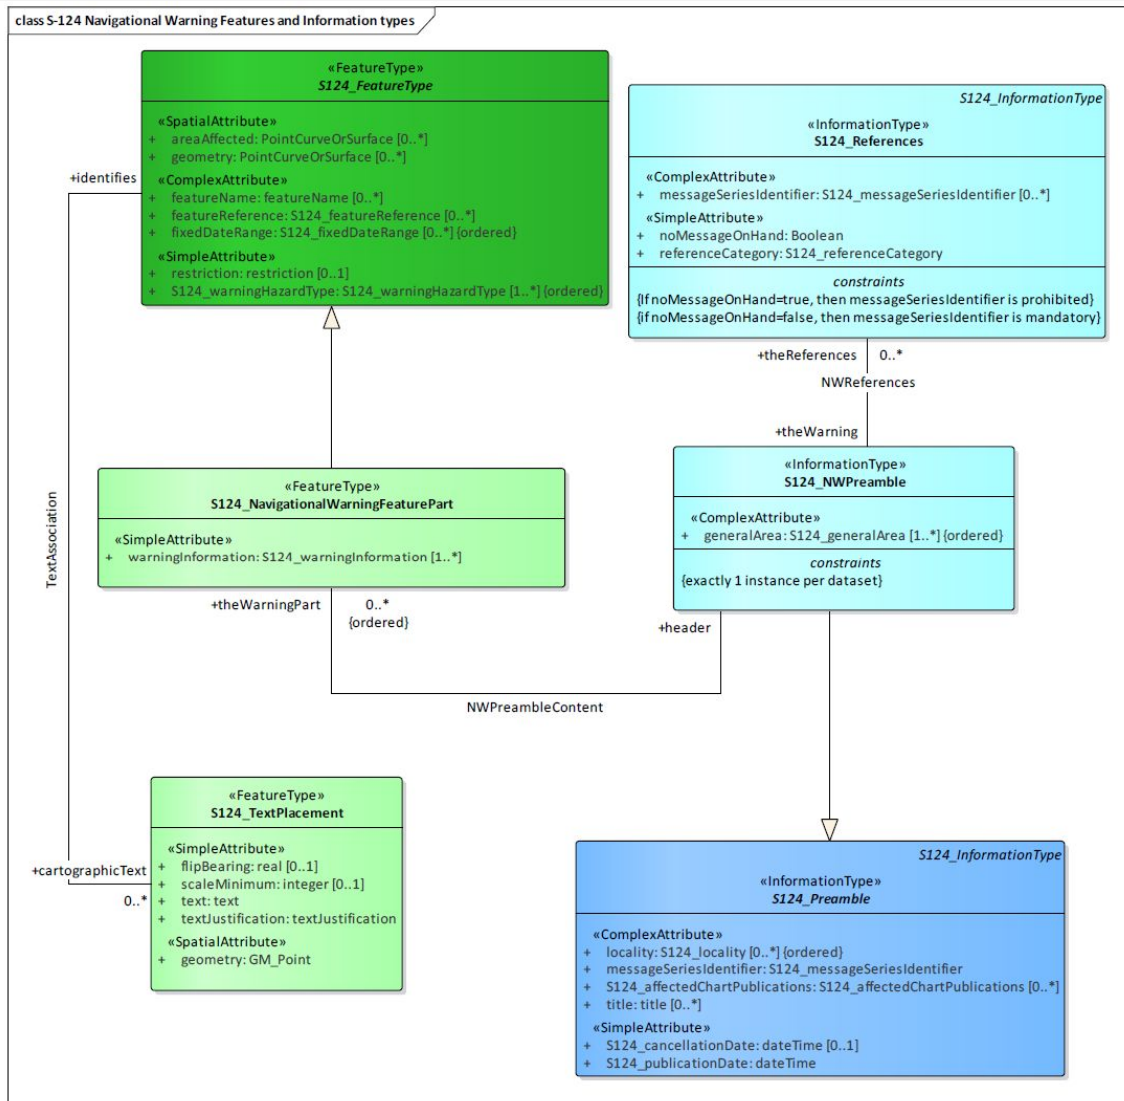 class S-124 Navigational Warning Features and Information types
«FeatureType»
S124_FeatureType
«SpatialAttribute»
+ areaAffected: PointCurveOrSurface [0..*]
+ geometry: PointCurveOrSurface [0..*]
«ComplexAttribute»
+ featureName: featureName [0..*]
+ featureReference: S124_featureReference [0..*]
+ fixedDateRange: S124_fixedDateRange [0..*] {ordered}
«SimpleAttribute»
+ restriction: restriction [0..1]
+ S124_warningHazardType: S124_warningHazardType [1..*] {ordered}
S124_InformationType
«InformationType»
S124_References
«ComplexAttribute»
+ messageSeriesIdentifier: S124_messageSeriesIdentifier [0..*]
«SimpleAttribute»
+ noMessageOnHand: Boolean
+ referenceCategory: S124_referenceCategory
constraints
{If noMessageOnHand=true, then messageSeriesIdentifier is prohibited}
{if noMessageOnHand=false, then messageSeriesIdentifier is mandatory}
+identifies
+theReferences 0..*
NWReferences
+theWarning
«FeatureType»
S124_NavigationalWarningFeaturePart
«SimpleAttribute»
+ warningInformation: S124_warningInformation [1..*]
«InformationType»
S124_NWPreamble
«ComplexAttribute»
+ generalArea: S124_generalArea [1..*] {ordered}
constraints
{exactly 1 instance per dataset}
TextAssociation
+theWarningPart 0..*
{ordered}
+header
NWPreambleContent
«FeatureType»
S124_TextPlacement
«SimpleAttribute»
+ flipBearing: real [0..1]
+ scaleMinimum: integer [0..1]
+ text: text
+ textJustification: textJustification
«SpatialAttribute»
+ geometry: GM_Point
+cartographicText
0..*
S124_InformationType
«InformationType»
S124_Preamble
«ComplexAttribute»
+ locality: S124_locality [0..*] {ordered}
+ messageSeriesIdentifier: S124_messageSeriesIdentifier
+ S124_affectedChartPublications: S124_affectedChartPublications [0..*]
+ title: title [0..*]
«SimpleAttribute»
+ S124_cancellationDate: dateTime [0..1]
+ S124_publicationDate: dateTime